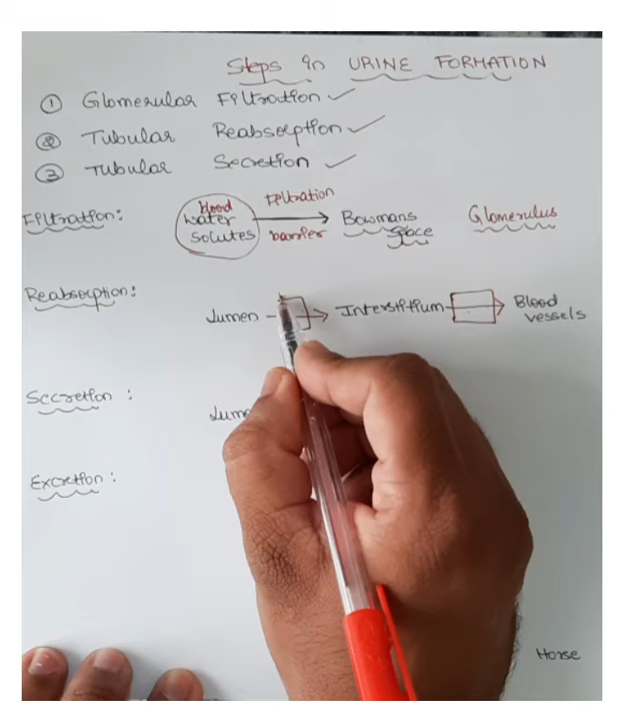 Steps in URINE FORMATION
① Glomerular Filtration ✓
② Tubular Reabsorption ✓
③ Tubular Secretion ✓
Filtration: blood water solutes Filtration barrier Bowmans Space Glomerulus
Reabsorption: Lumen Interstitium Blood vessels
Secretion:
Excretion:
Horse